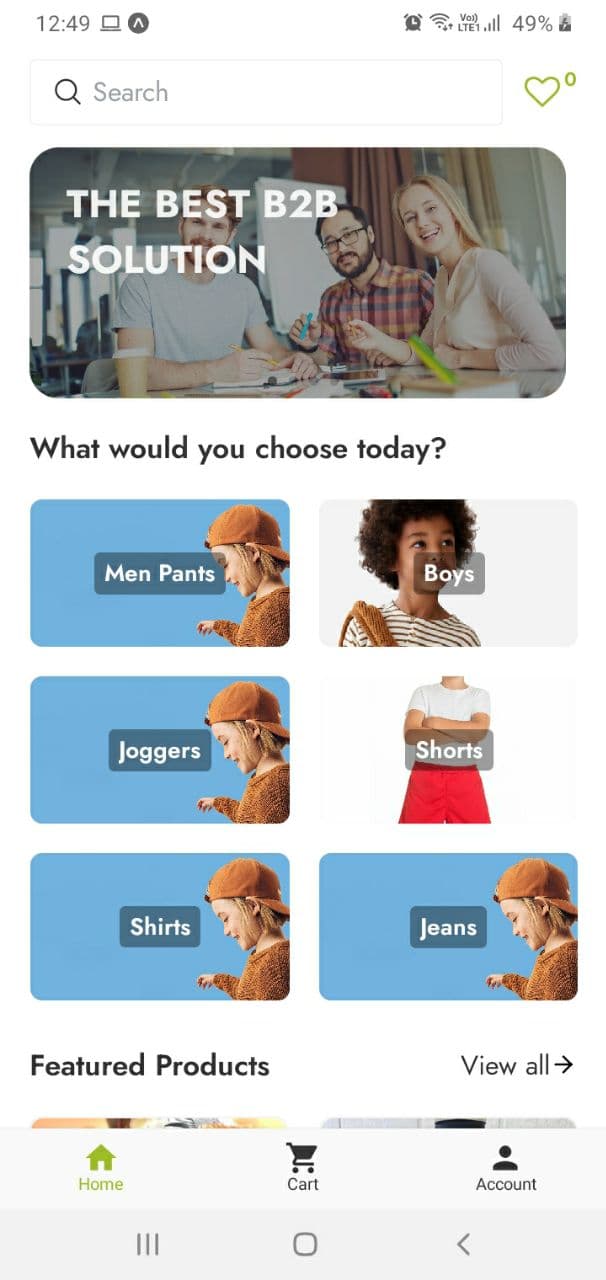 12:49
Vo)) LTE1 49%
Search
0
THE BEST B2B
SOLUTION
What would you choose today?
Men Pants
Boys
Joggers
Shorts
Shirts
Jeans
Featured Products
View all→
Home
Cart
Account